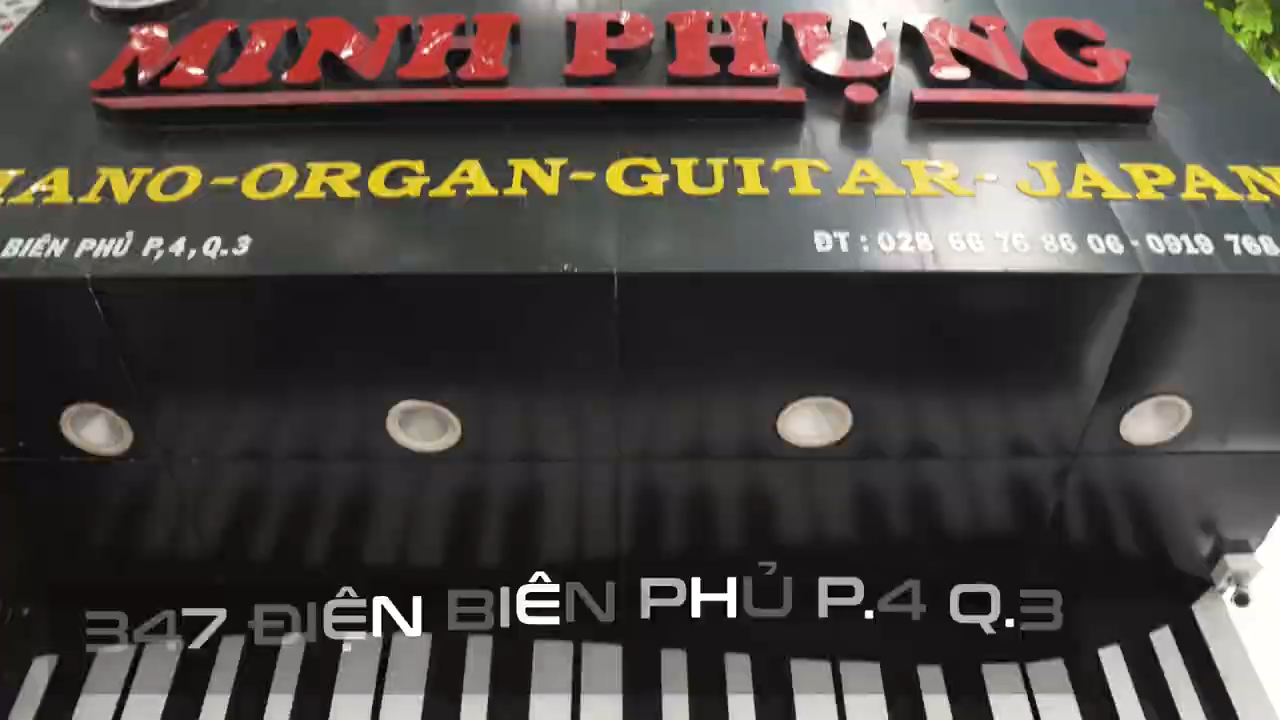 MINH PHỤNG
IANO-ORGAN-GUITAR-JAPAN
BIÊN PHỦ P,4,Q.3
ĐT : 028 66 76 86 06 - 0919 768
347 ĐIỆN BIÊN PHỦ P.4 Q.3